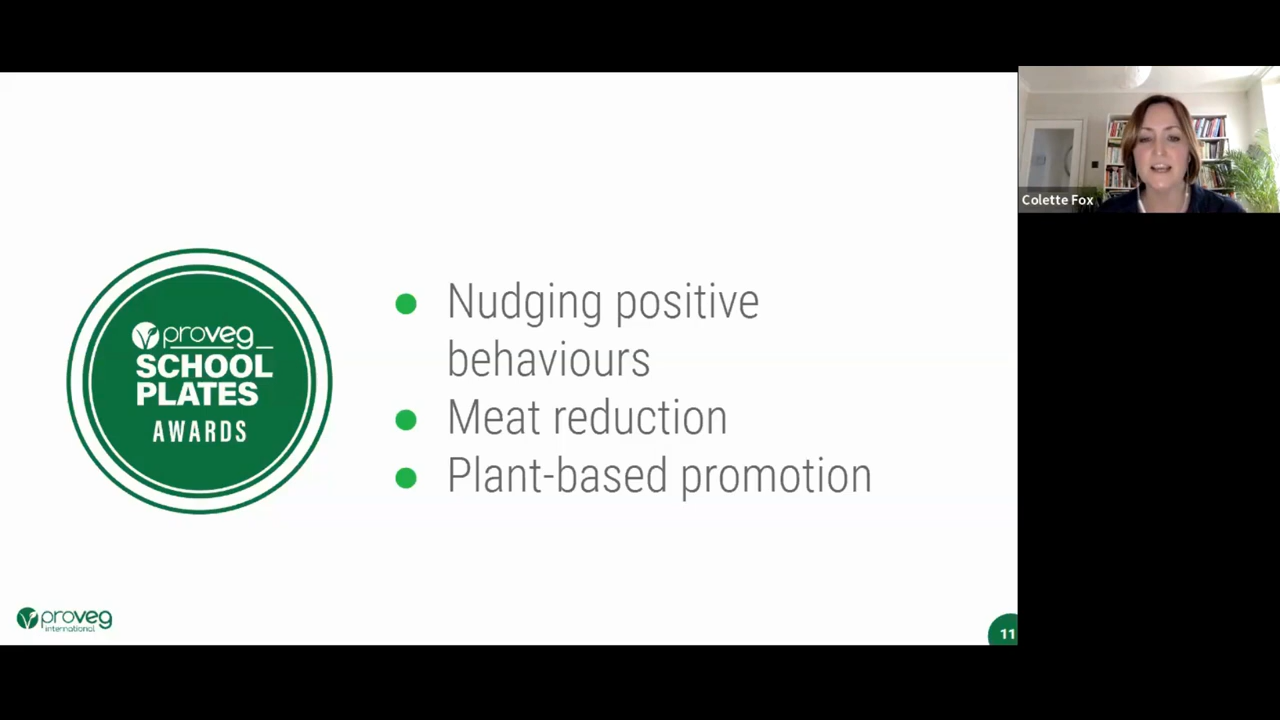 proveg
SCHOOL
PLATES
AWARDS
● Nudging positive
behaviours
● Meat reduction
● Plant-based promotion
proveg
international
11
Colette Fox